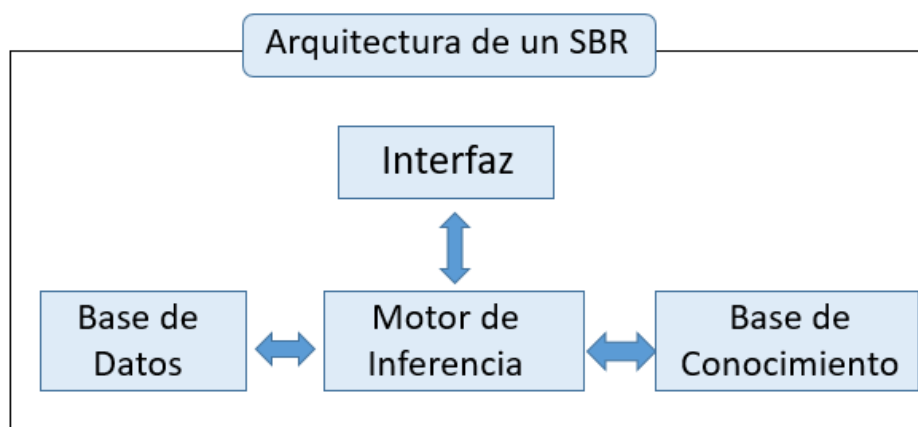 Arquitectura de un SBR
Interfaz
Base de
Datos
Motor de
Inferencia
Base de
Conocimiento